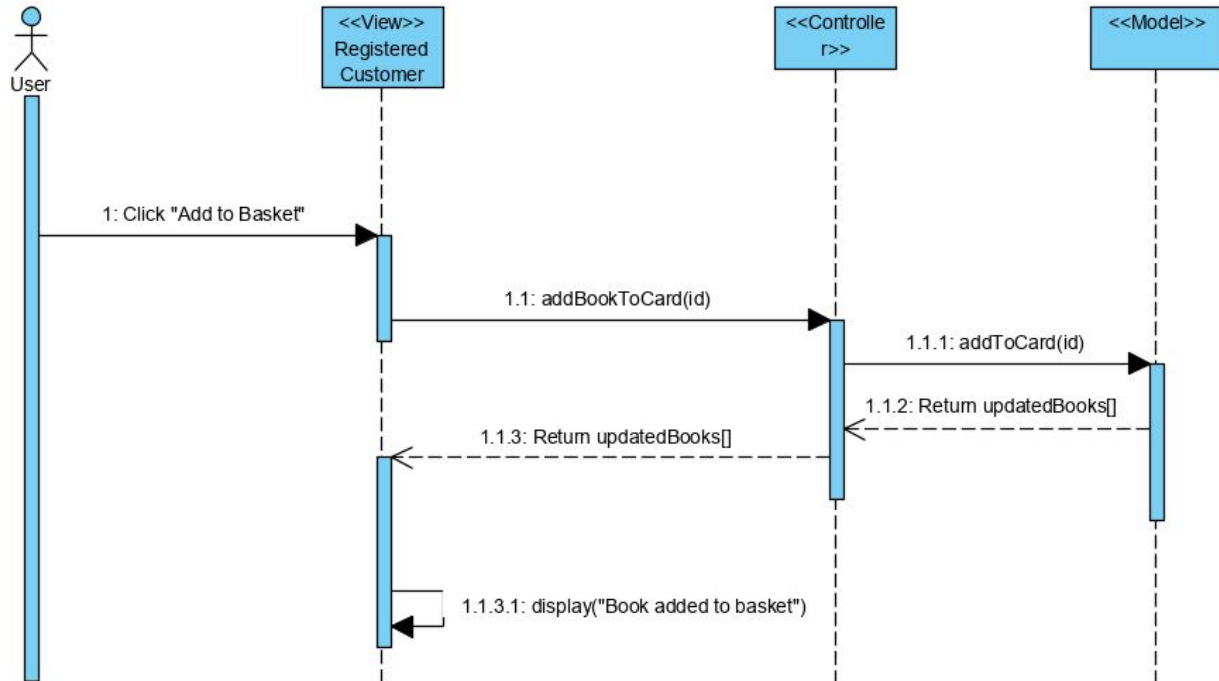 User
<<View>>
Registered
Customer
<<Controlle
r>>
<<Model>>
1: Click "Add to Basket"
1.1: addBookToCard(id)
1.1.1: addToCard(id)
1.1.2: Return updatedBooks[]
1.1.3: Return updatedBooks[]
1.1.3.1: display("Book added to basket")